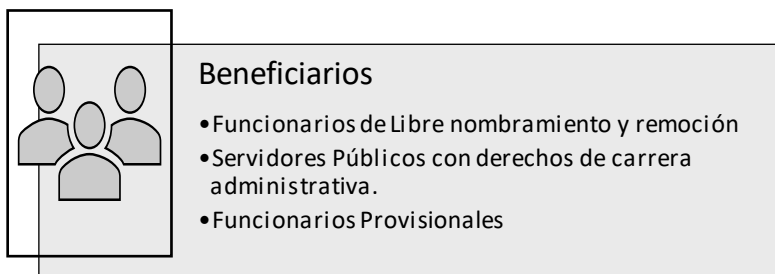 Beneficiarios
•Funcionarios de Libre nombramiento y remoción
•Servidores Públicos con derechos de carrera
administrativa.
•Funcionarios Provisionales